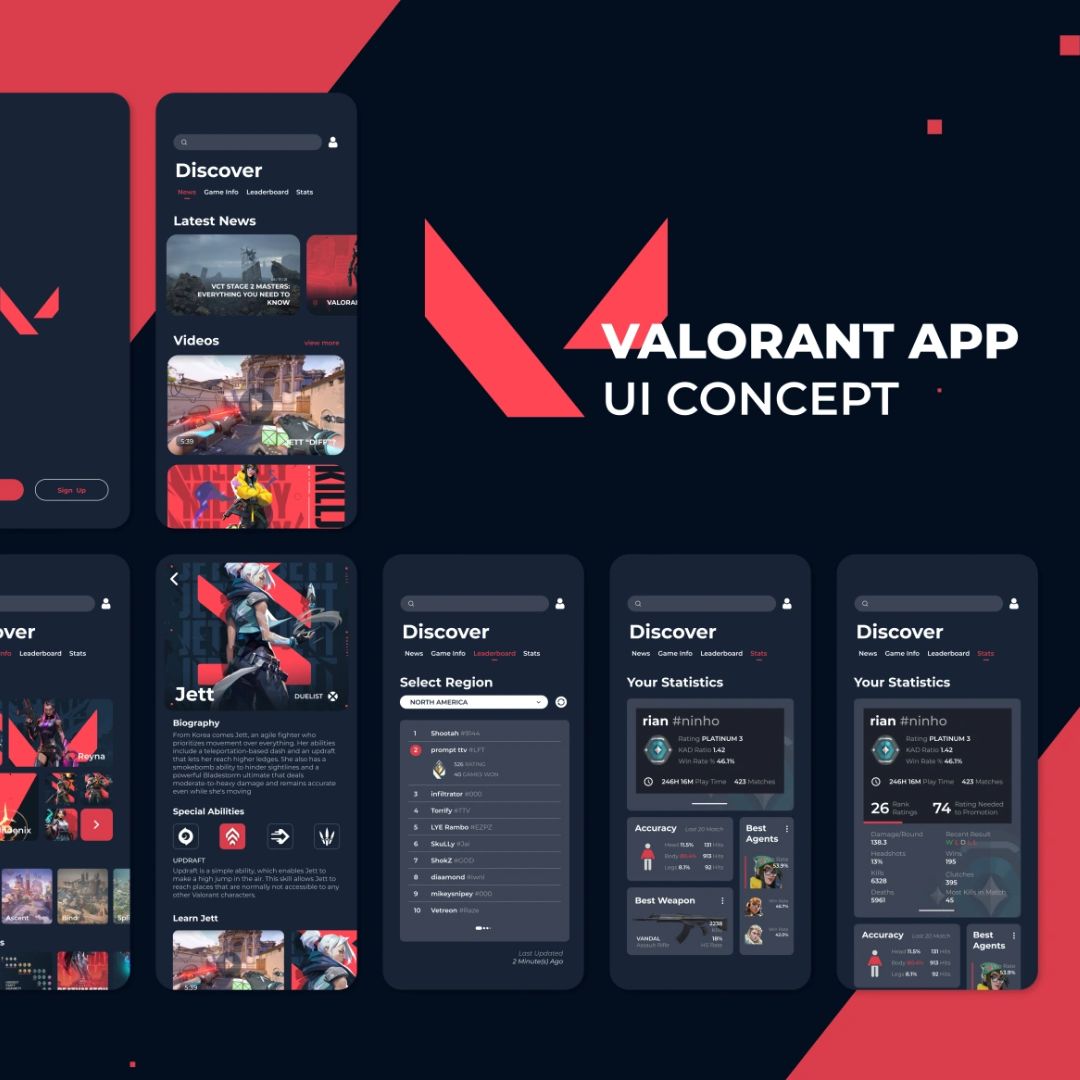 Discover
News Game Info Leaderboard Stats
Latest News
VCT STAGE 2 MASTERS:
EVERYTHING YOU NEED TO
KNOW
VALORA
Videos
view more
5:39
JETT "DIFF"?
VALORANT APP
UI CONCEPT
Sign Up
over
nfo Leaderboard Stats
Reyna
Ascent
Bind
Spl
Jett
DUELIST
Biography
From Korea comes Jett, an agile fighter who
prioritizes movement over everything. Her abilities
include a teleportation-based dash and an updraft
that lets her reach higher ledges. She also has a
smokebomb ability to hinder sightlines and a
powerful Bladestorm ultimate that deals
moderate-to-heavy damage and remains accurate
even while she's moving
Special Abilities
UPDRAFT
Updraft is a simple ability, which enables Jett to
make a high jump in the air. This skill allows Jett to
reach places that are normally not accessible to any
other Valorant characters.
Learn Jett
5:39
Discover
News Game Info Leaderboard Stats
Select Region
NORTH AMERICA
1 Shootah #9144
2 prompt ttv #LFT
526 RATING
40 GAMES WON
3 infiltrator #000
4 Torrify #TTV
5 LYE Rambo #EZPZ
6 SkuLLy #Jai
7 ShokZ #GOD
8 diaamond #iwnl
9 mikeysnipey #000
10 Vetreon #Raze
Last Updated
2 Minute(s) Ago
Discover
News Game Info Leaderboard Stats
Your Statistics
rian #ninho
Rating PLATINUM 3
KAD Ratio 1.42
Win Rate % 46.1%
246H 16M Play Time 423 Matches
Accuracy Last 20 Match
Head 11.5% 131 Hits
Body 80.4% 913 Hits
Legs 8.1% 92 Hits
Best
Agents
Win Rate
53.9%
Win Rate
46.7%
Win Rate
42.0%
Best Weapon
VANDAL
Assault Rifle
2238
Kills
18%
HS Rate
Discover
News Game Info Leaderboard Stats
Your Statistics
rian #ninho
Rating PLATINUM 3
KAD Ratio 1.42
Win Rate % 46.1%
246H 16M Play Time 423 Matches
26 Rank
Ratings
74 Rating Needed
to Promotion
Damage/Round
138.3
Headshots
13%
Kills
6328
Deaths
5961
Recent Result
W L D L L
Wins
195
Clutches
395
Most Kills in Match
45
Accuracy Last 20 Match
Head 11.5% 131 Hits
Body 80.4% 913 Hits
Legs 8.1% 92 Hits
Best
Agents
Win Rate
53.9%